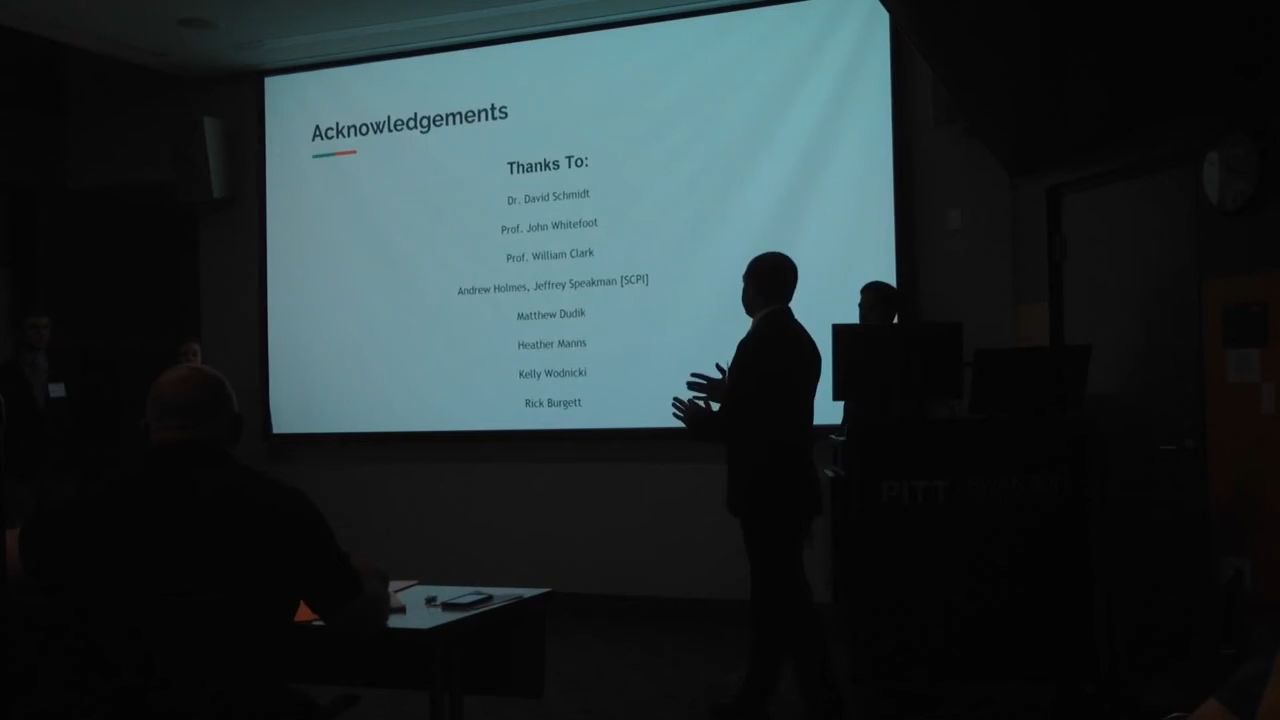 Acknowledgements
Thanks To:
Dr. David Schmidt
Prof. John Whitefoot
Prof. William Clark
Andrew Holmes, Jeffrey Speakman [SCPI]
Matthew Dudik
Heather Manns
Kelly Wodnicki
Rick Burgett
PITT